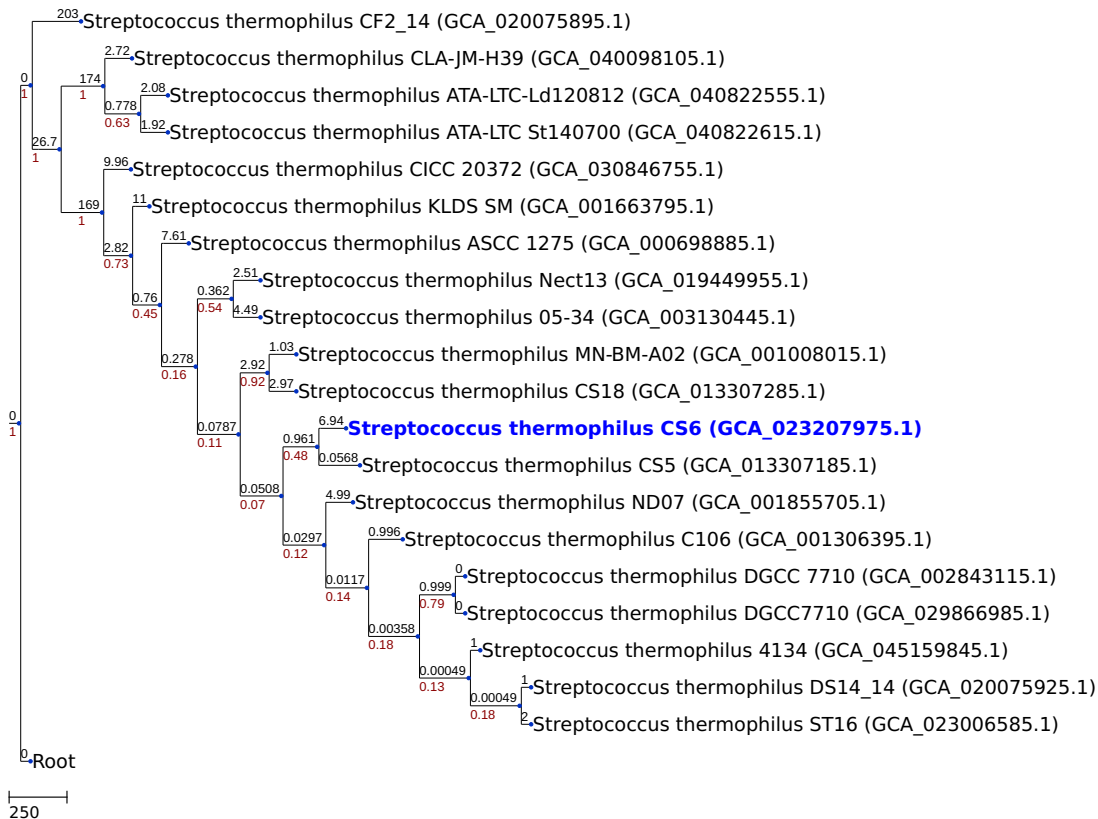 203 Streptococcus thermophilus CF2_14 (GCA_020075895.1)
2.72 Streptococcus thermophilus CLA-JM-H39 (GCA_040098105.1)
0
1
174
1
2.08 Streptococcus thermophilus ATA-LTC-Ld120812 (GCA_040822555.1)
0.778
0.63
1.92 Streptococcus thermophilus ATA-LTC St140700 (GCA_040822615.1)
26.7
1
9.96 Streptococcus thermophilus CICC 20372 (GCA_030846755.1)
169
1
11 Streptococcus thermophilus KLDS SM (GCA_001663795.1)
7.61 Streptococcus thermophilus ASCC 1275 (GCA_000698885.1)
2.82
0.73
2.51 Streptococcus thermophilus Nect13 (GCA_019449955.1)
0.76
0.45
0.362
0.54
4.49 Streptococcus thermophilus 05-34 (GCA_003130445.1)
1.03 Streptococcus thermophilus MN-BM-A02 (GCA_001008015.1)
0.278
0.16
2.92
0.92
2.97 Streptococcus thermophilus CS18 (GCA_013307285.1)
0
1
6.94 Streptococcus thermophilus CS6 (GCA_023207975.1)
0.0787
0.11
0.961
0.48
0.0568 Streptococcus thermophilus CS5 (GCA_013307185.1)
0.0508
0.07
4.99 Streptococcus thermophilus ND07 (GCA_001855705.1)
0.0297
0.12
0.996 Streptococcus thermophilus C106 (GCA_001306395.1)
0 Streptococcus thermophilus DGCC 7710 (GCA_002843115.1)
0.0117
0.14
0.999
0.79
0 Streptococcus thermophilus DGCC7710 (GCA_029866985.1)
0.00358
0.18
1 Streptococcus thermophilus 4134 (GCA_045159845.1)
0.00049
0.13
1 Streptococcus thermophilus DS14_14 (GCA_020075925.1)
0.00049
0.18
2 Streptococcus thermophilus ST16 (GCA_023006585.1)
0 Root
250